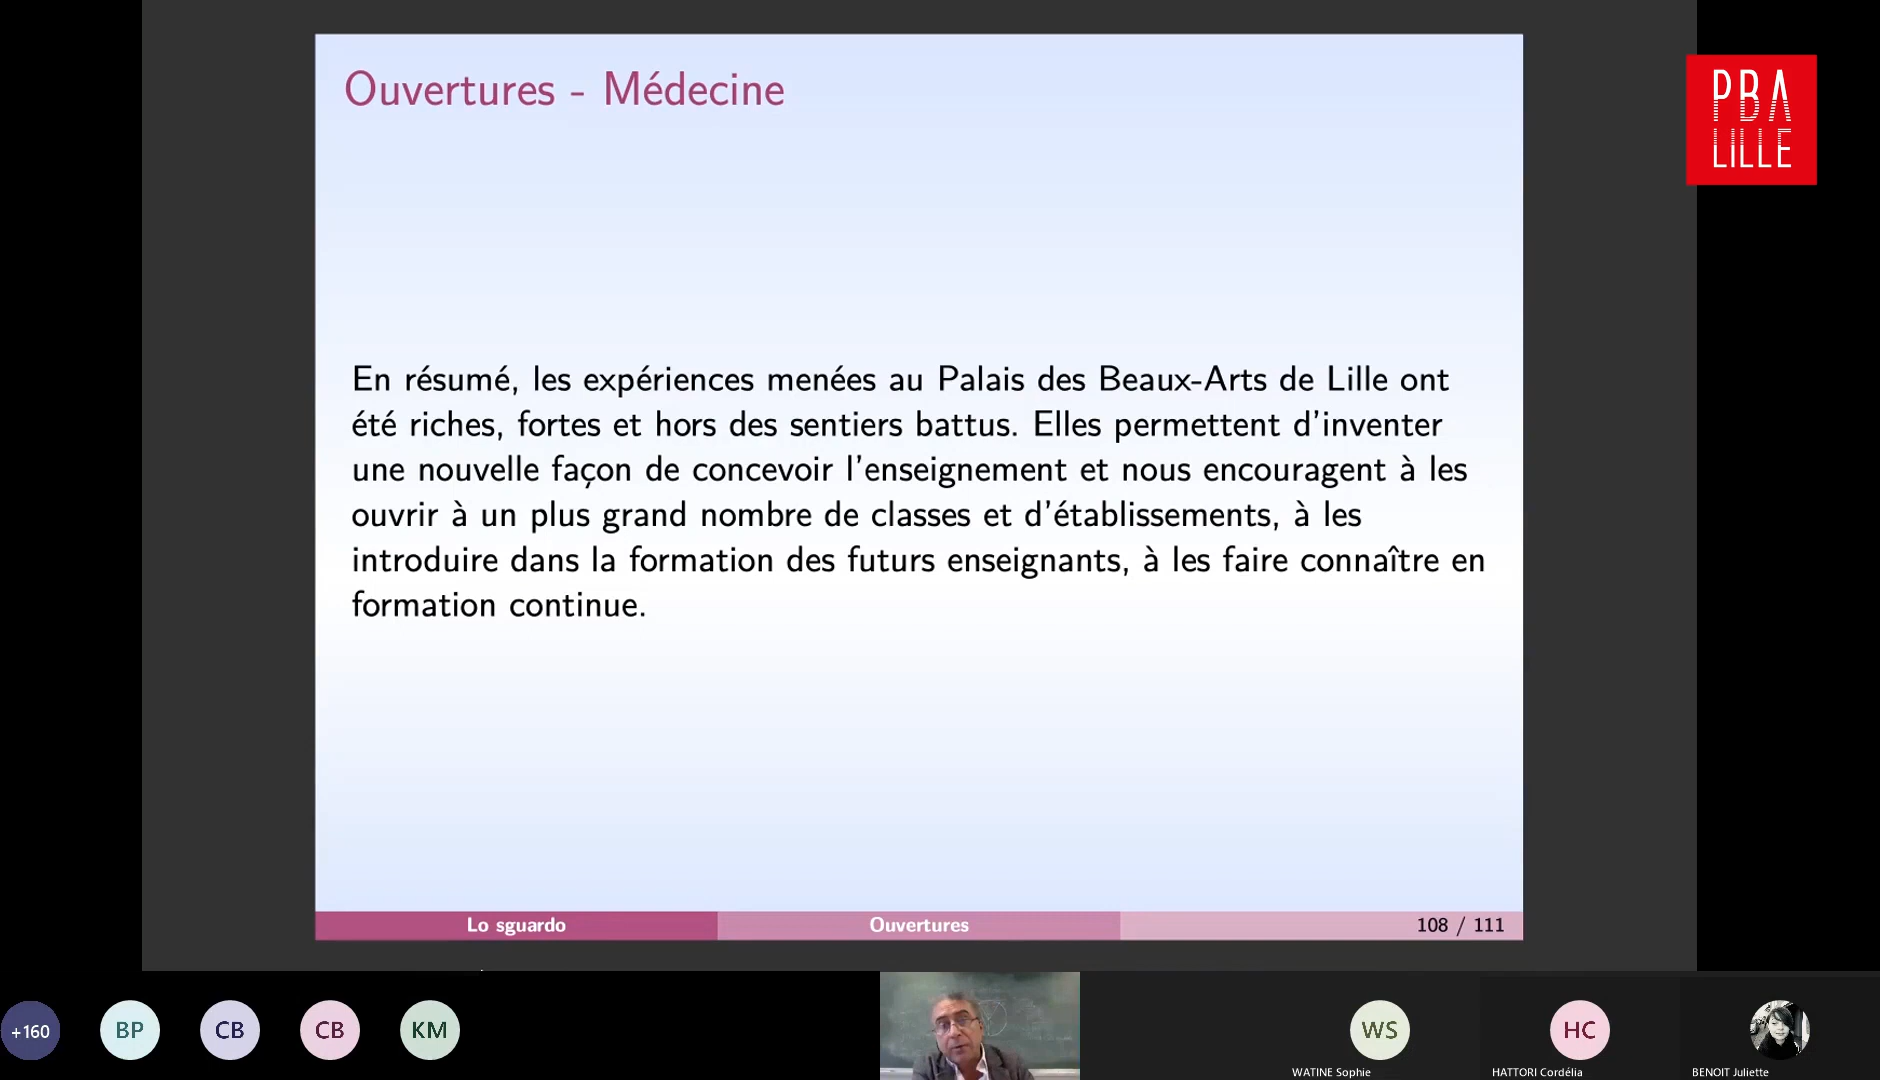 Ouvertures - Médecine
PBA
LILLE
En résumé, les expériences menées au Palais des Beaux-Arts de Lille ont
été riches, fortes et hors des sentiers battus. Elles permettent d'inventer
une nouvelle façon de concevoir l'enseignement et nous encouragent à les
ouvrir à un plus grand nombre de classes et d'établissements, à les
introduire dans la formation des futurs enseignants, à les faire connaître en
formation continue.
Lo sguardo
Ouvertures
108 / 111
+160
BP
CB
CB
KM
WS
HC
WATINE Sophie
HATTORI Cordélia
BENOIT Juliette